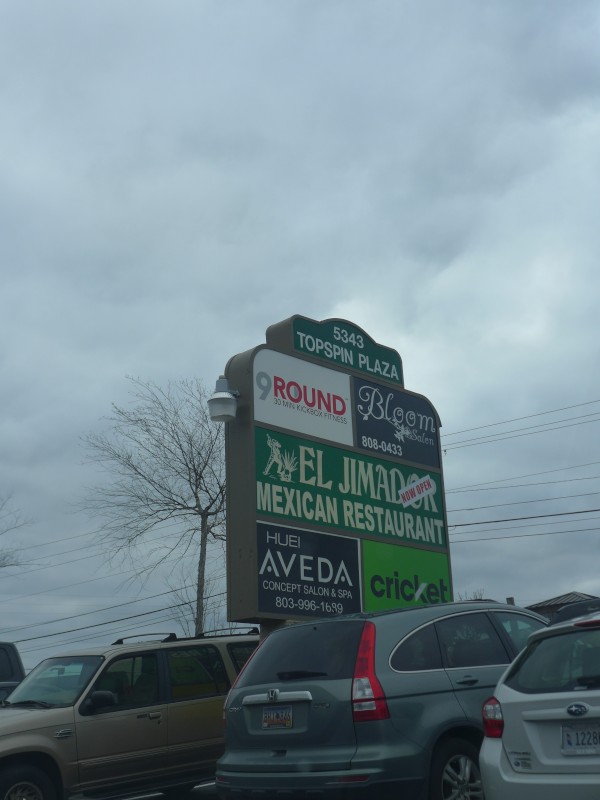 5343
TOPSPIN PLAZA
9ROUND
30 MIN KICKBOX FITNESS
Bloom
Salon
808-0433
EL JIMADOR
NOW OPEN
MEXICAN RESTAURANT
HUEI
AVEDA
CONCEPT SALON & SPA
803-996-1689
cricket